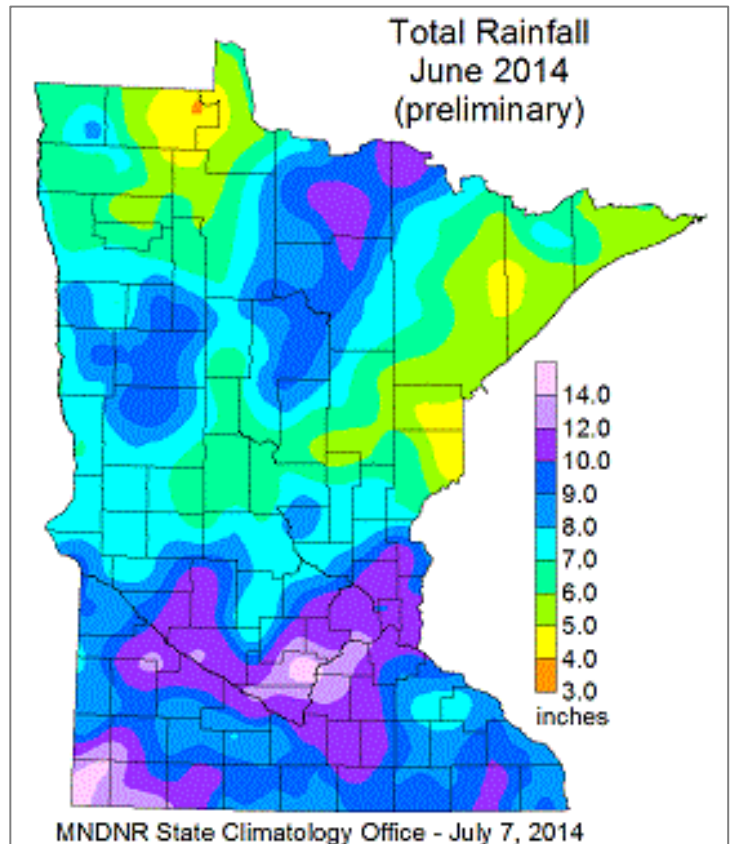 Total Rainfall
June 2014
(preliminary)
14.0
12.0
10.0
9.0
8.0
7.0
6.0
5.0
4.0
3.0
inches
MNDNR State Climatology Office - July 7, 2014